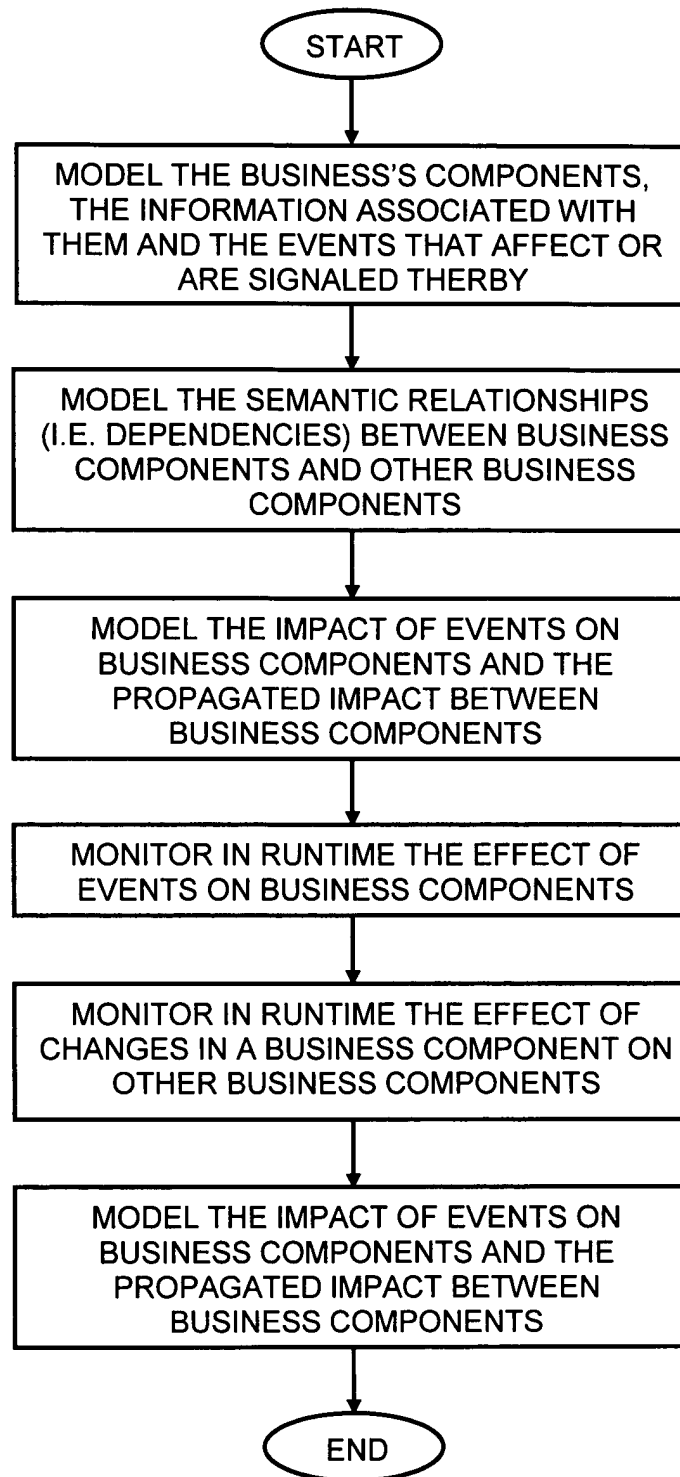 START
MODEL THE BUSINESS'S COMPONENTS,
THE INFORMATION ASSOCIATED WITH
THEM AND THE EVENTS THAT AFFECT OR
ARE SIGNALED THERBY
MODEL THE SEMANTIC RELATIONSHIPS
(I.E. DEPENDENCIES) BETWEEN BUSINESS
COMPONENTS AND OTHER BUSINESS
COMPONENTS
MODEL THE IMPACT OF EVENTS ON
BUSINESS COMPONENTS AND THE
PROPAGATED IMPACT BETWEEN
BUSINESS COMPONENTS
MONITOR IN RUNTIME THE EFFECT OF
EVENTS ON BUSINESS COMPONENTS
MONITOR IN RUNTIME THE EFFECT OF
CHANGES IN A BUSINESS COMPONENT ON
OTHER BUSINESS COMPONENTS
MODEL THE IMPACT OF EVENTS ON
BUSINESS COMPONENTS AND THE
PROPAGATED IMPACT BETWEEN
BUSINESS COMPONENTS
END